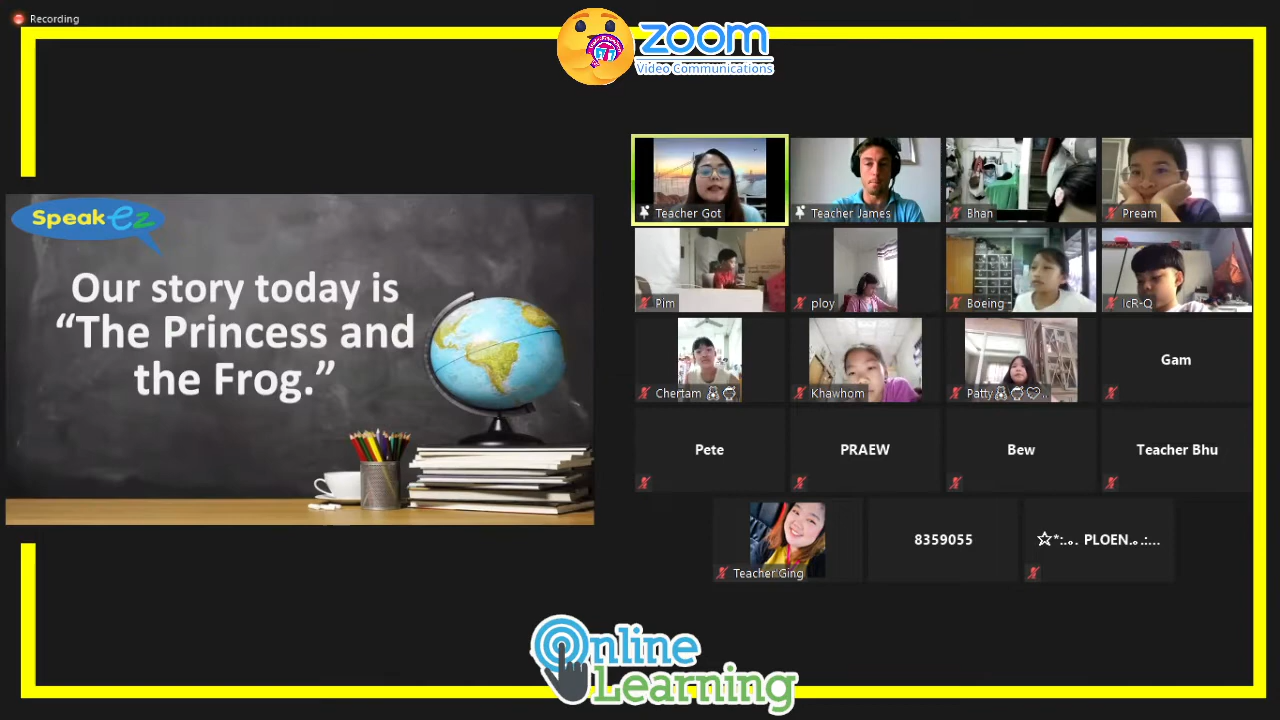 Recording
zoom
Video Communications
Speak ez
Our story today is
“The Princess and
the Frog.”
Teacher Got
Teacher James
Bhan
Pream
Pim
ploy
Boeing -
IcR-Q
Chertam
Khawhom
Patty
Gam
Pete
PRAEW
Bew
Teacher Bhu
Teacher Ging
8359055
☆*:.｡. PLOEN.｡.:...
Online
Learning